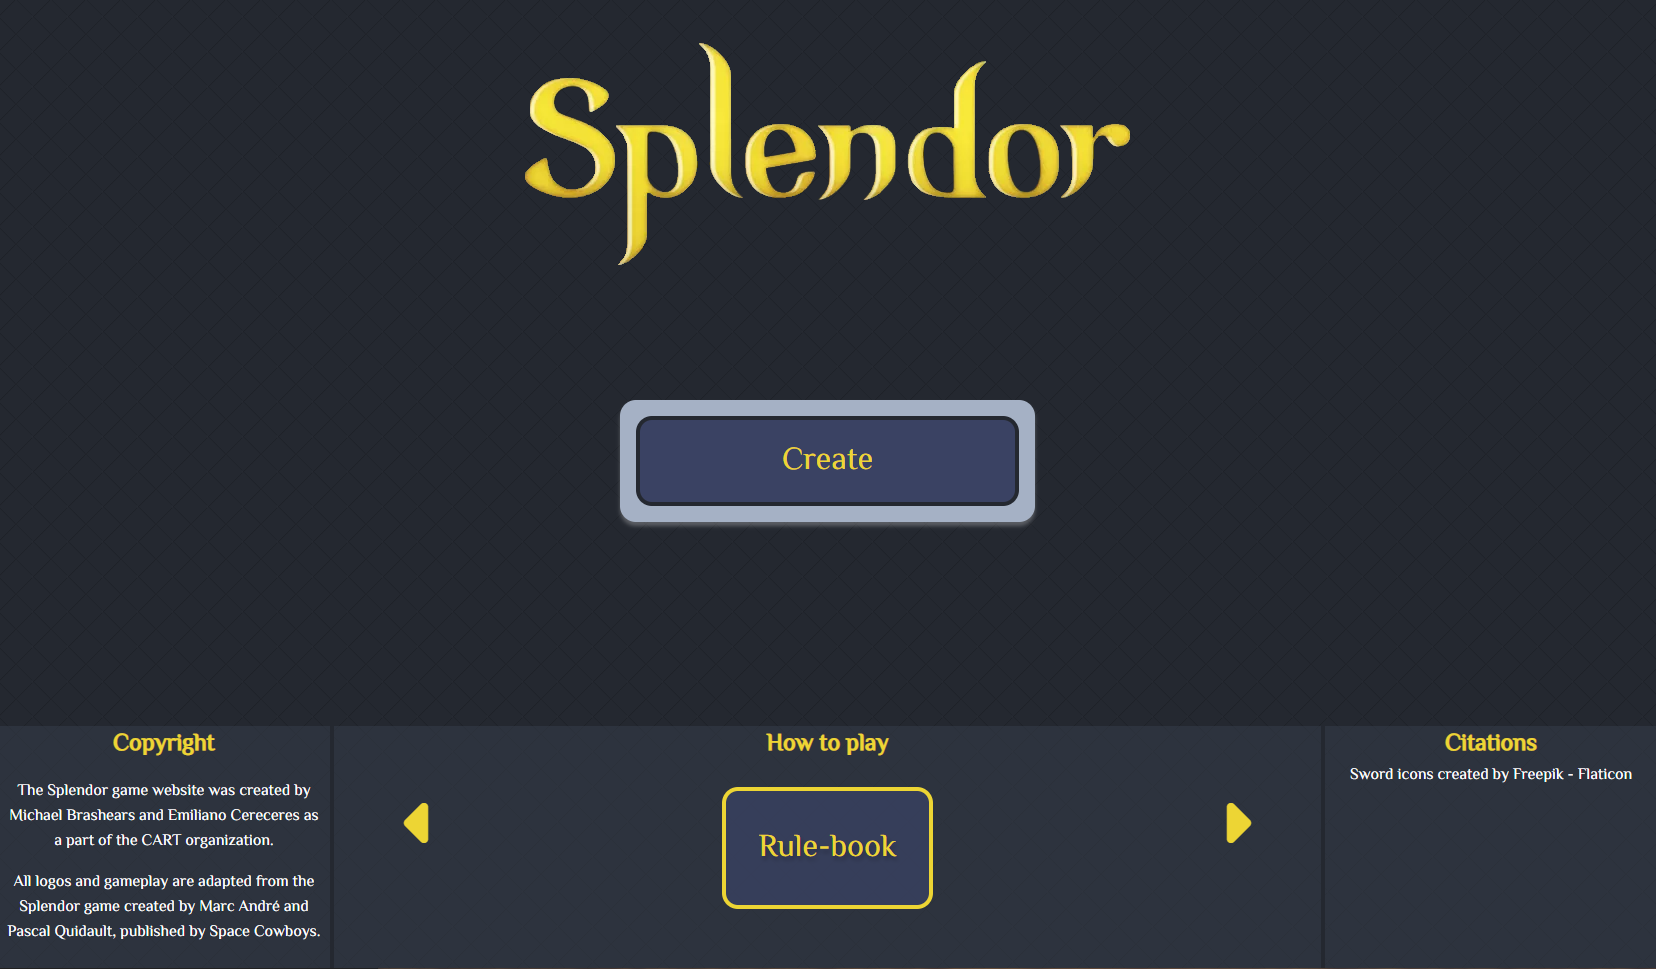 Splendor
Create
Copyright
The Splendor game website was created by
Michael Brashears and Emiliano Cereceres as
a part of the CART organization.
All logos and gameplay are adapted from the
Splendor game created by Marc André and
Pascal Quidault, published by Space Cowboys.
How to play
Rule-book
Citations
Sword icons created by Freepik - Flaticon